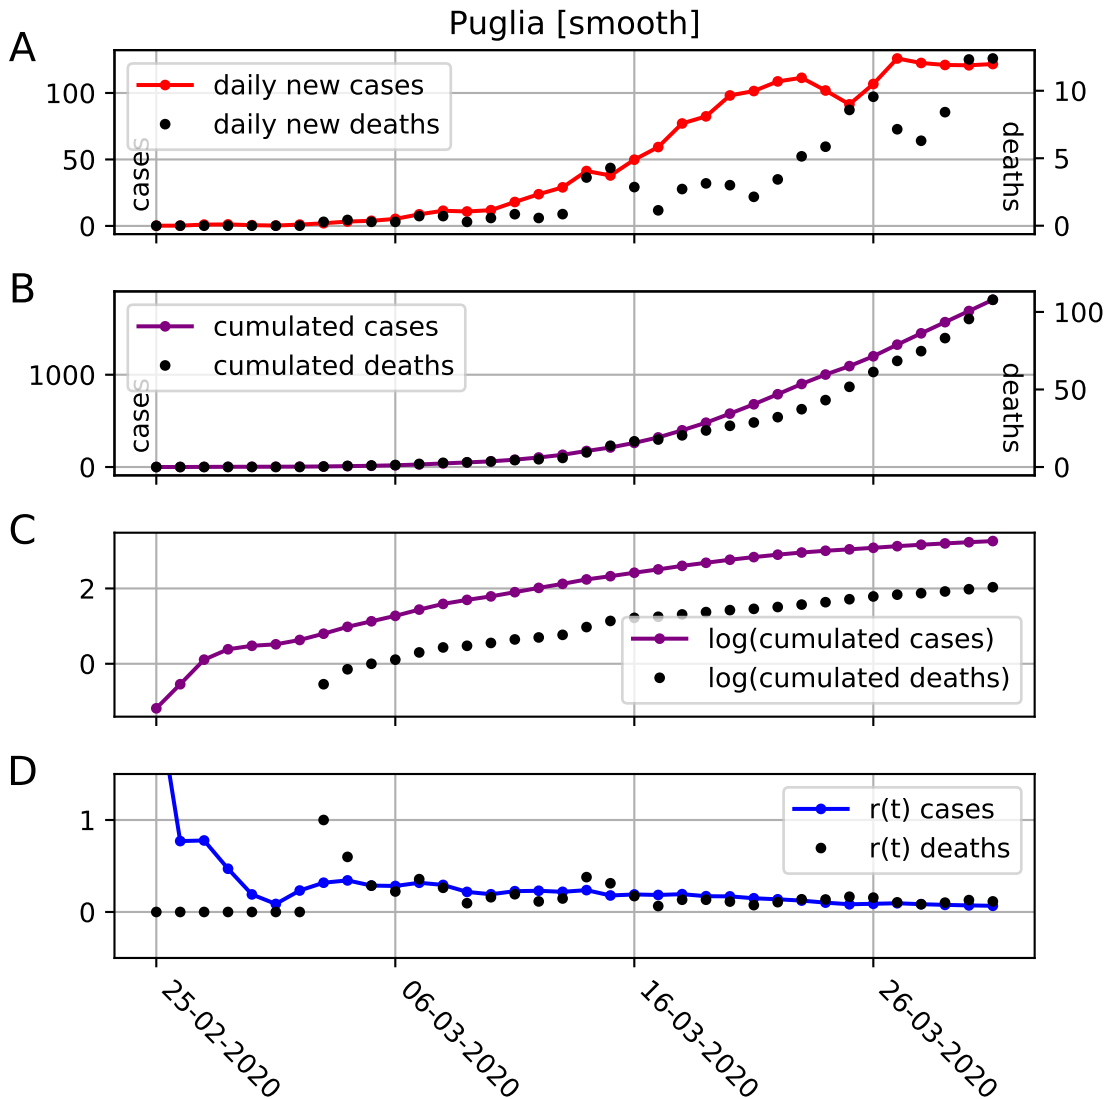 Puglia [smooth]
A
daily new cases
daily new deaths
100
50
0
10
5
0
cases
deaths
B
cumulated cases
cumulated deaths
1000
0
100
50
0
cases
deaths
C
2
0
log(cumulated cases)
log(cumulated deaths)
D
1
0
r(t) cases
r(t) deaths
25-02-2020
06-03-2020
16-03-2020
26-03-2020